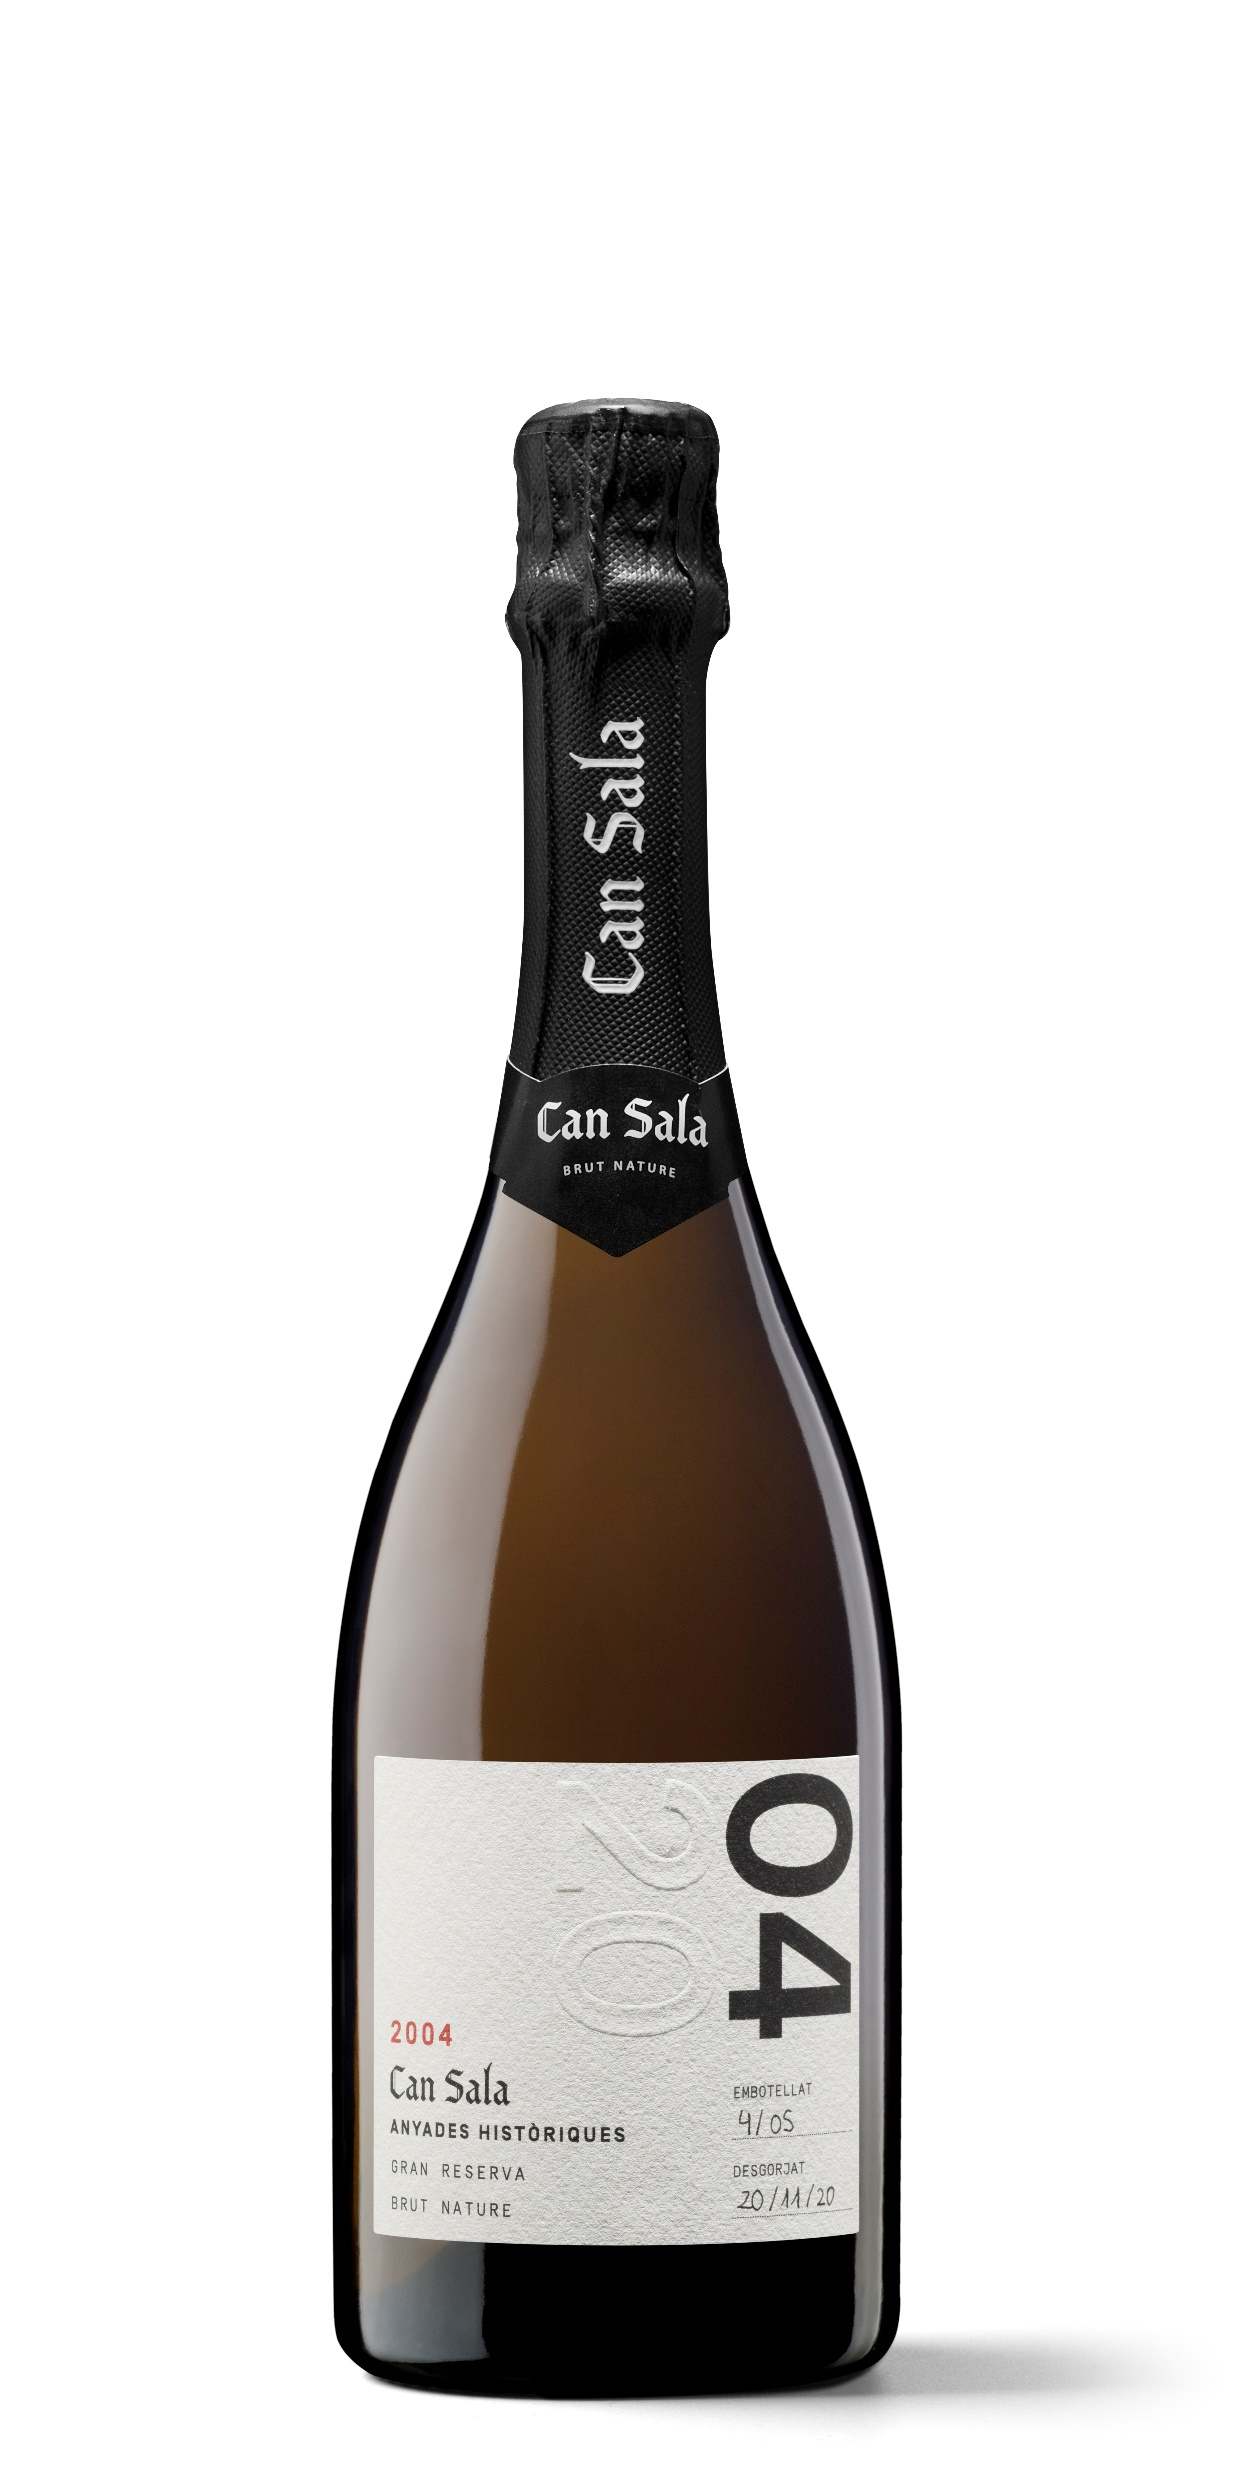 Can Sala
Can Sala
BRUT NATURE
20
04
2004
Can Sala
ANYADES HISTÒRIQUES
GRAN RESERVA
BRUT NATURE
EMBOTELLAT
4/05
DESGORJAT
20/11/20